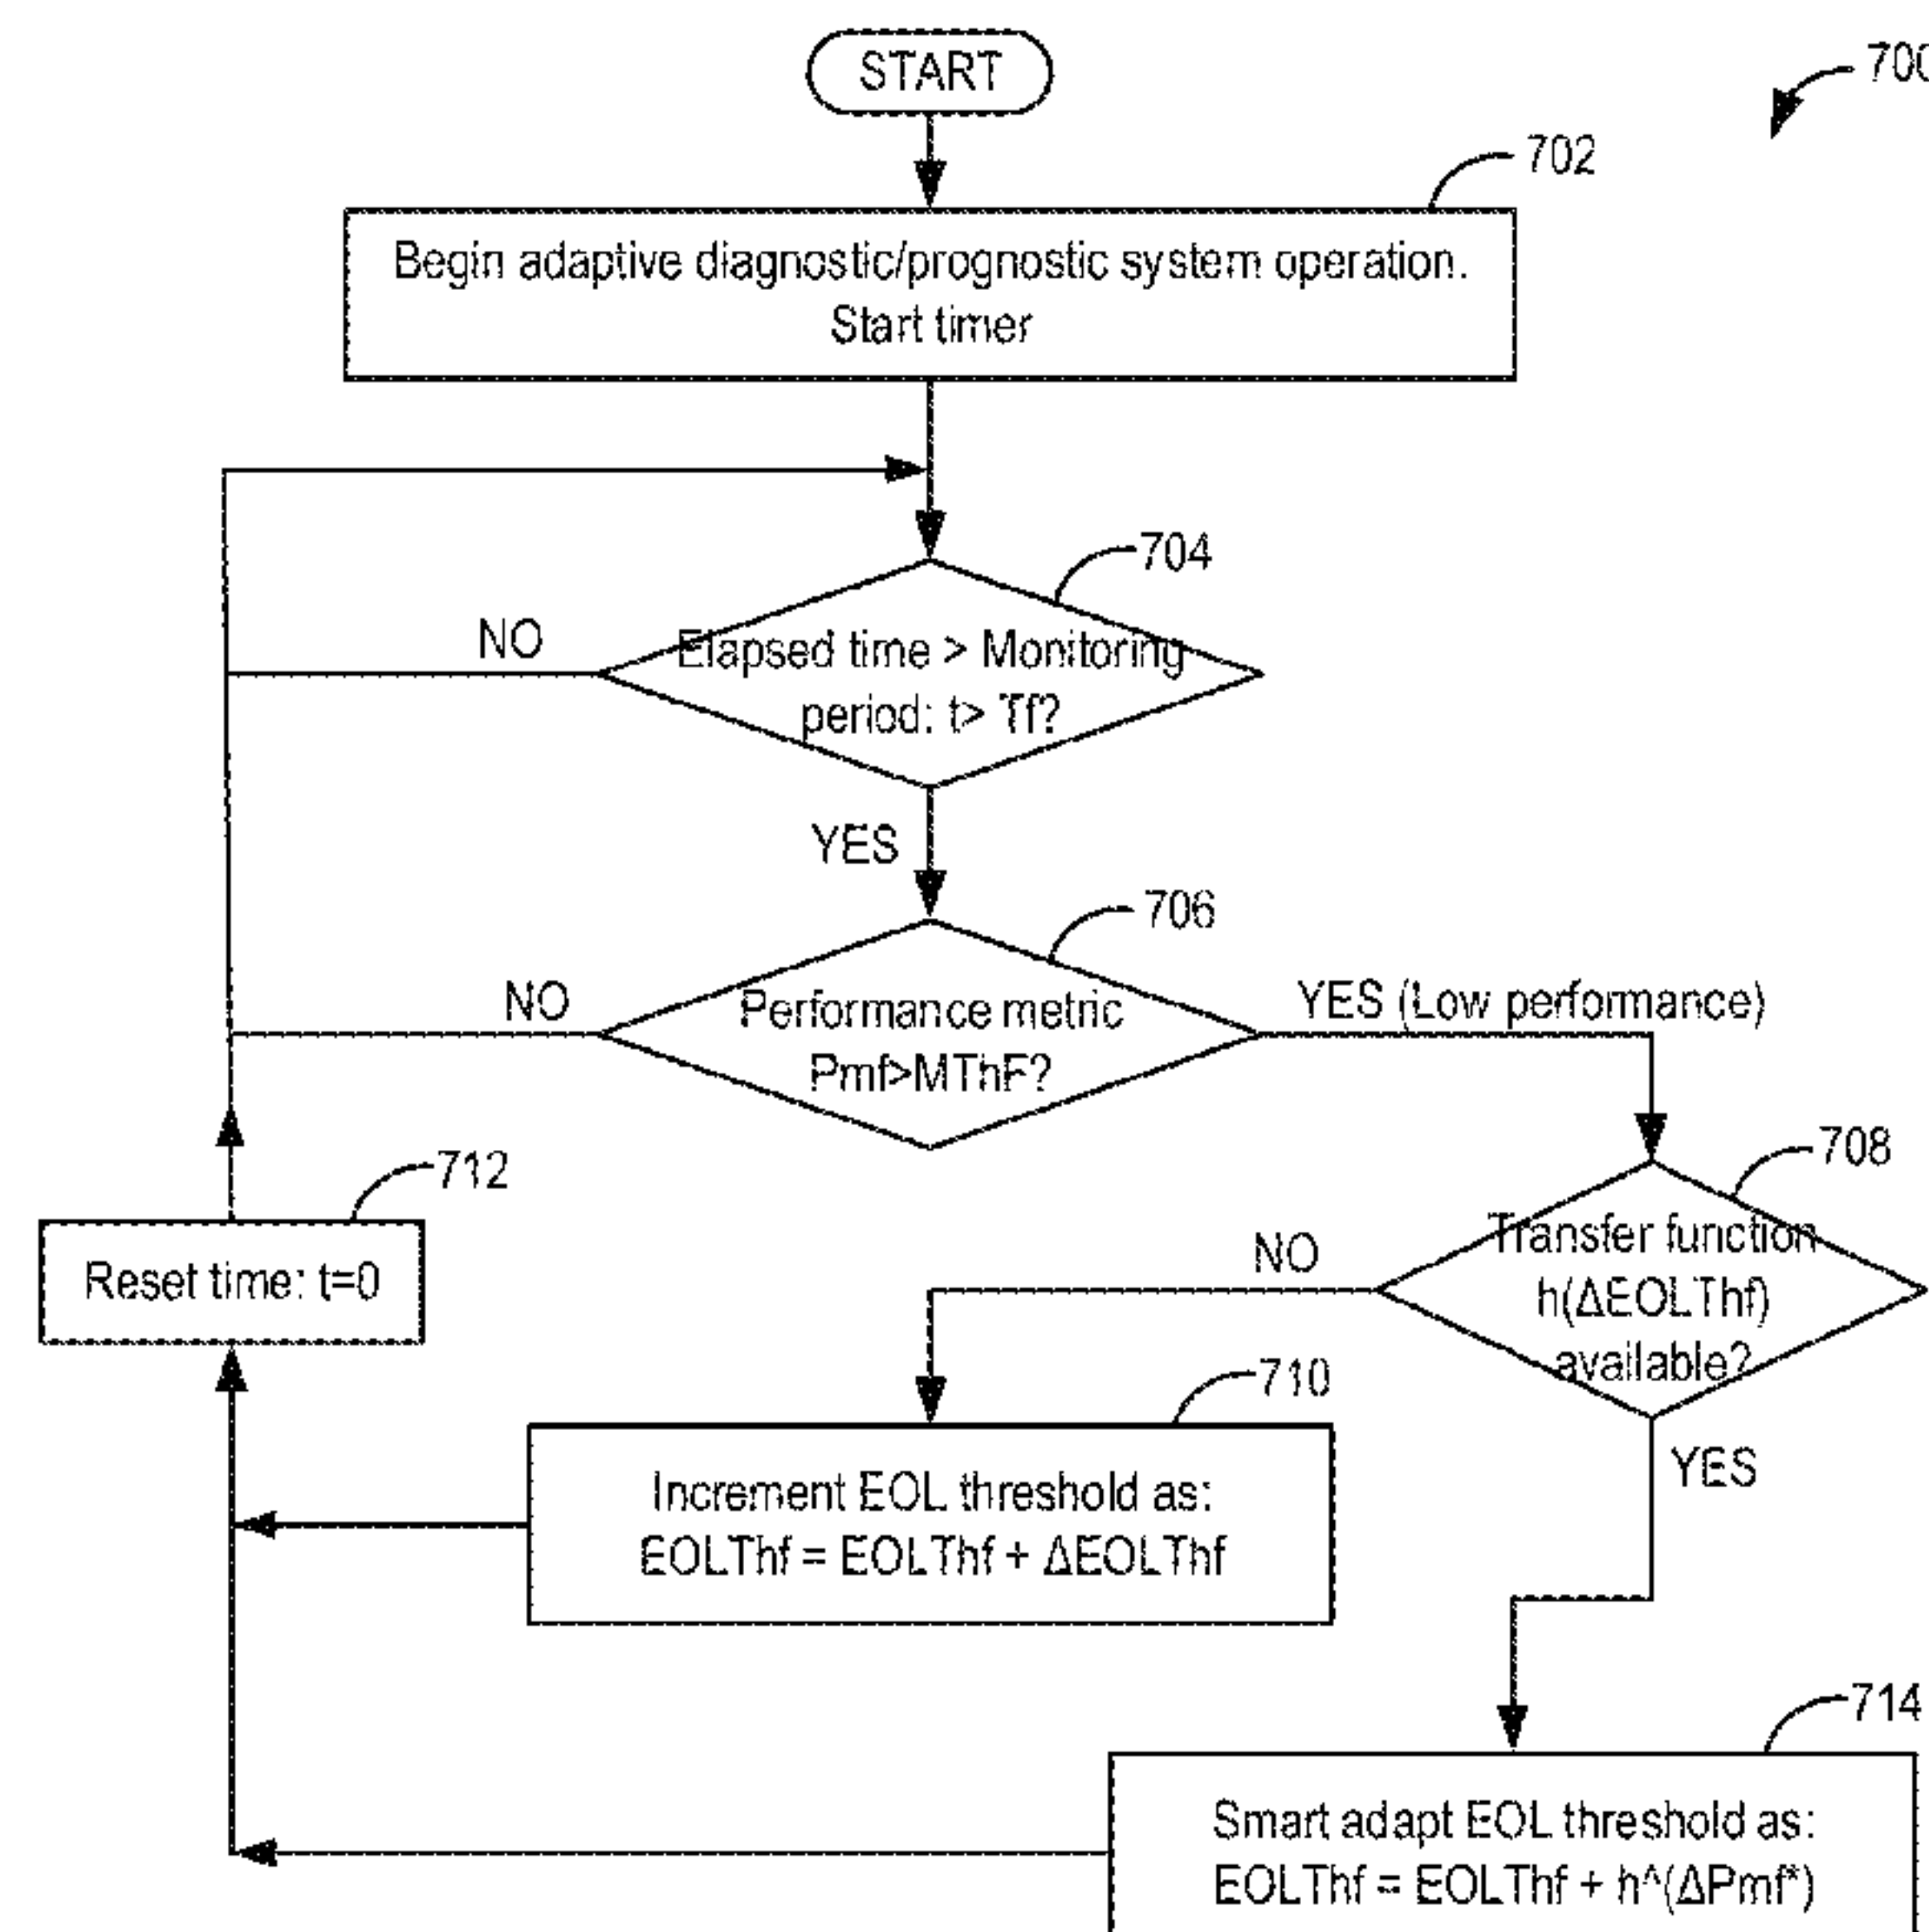 START
700
702
Begin adaptive diagnostic/prognostic system operation.
Start timer
704
NO
Elapsed time > Monitoring
period: t> Tf?
YES
706
NO
Performance metric
Pmf>MThF?
YES (Low performance)
708
712
Transfer function
h(ΔEOLThf)
available?
NO
Reset time: t=0
710
YES
Increment EOL threshold as:
EOLThf = EOLThf + ΔEOLThf
714
Smart adapt EOL threshold as:
EOLThf = EOLThf + h^(ΔPmf*)